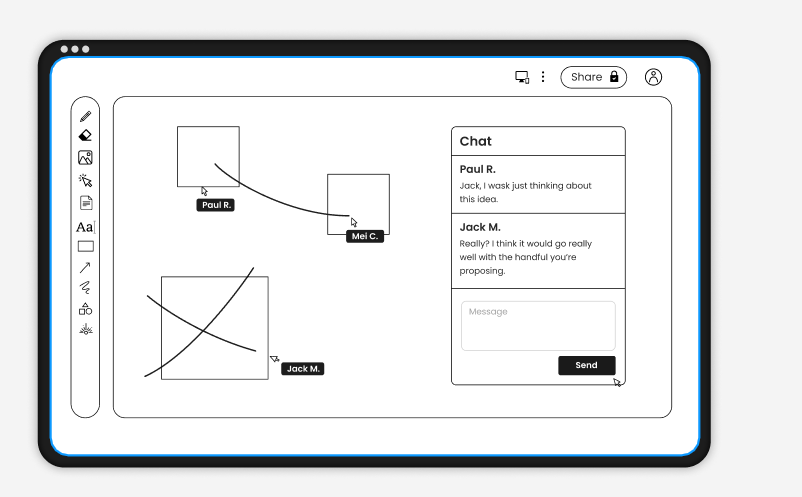 Share
Aa
Paul R.
Mei C.
Jack M.
Chat
Paul R.
Jack, I wask just thinking about
this idea.
Jack M.
Really? I think it would go really
well with the handful you're
proposing.
Message
Send